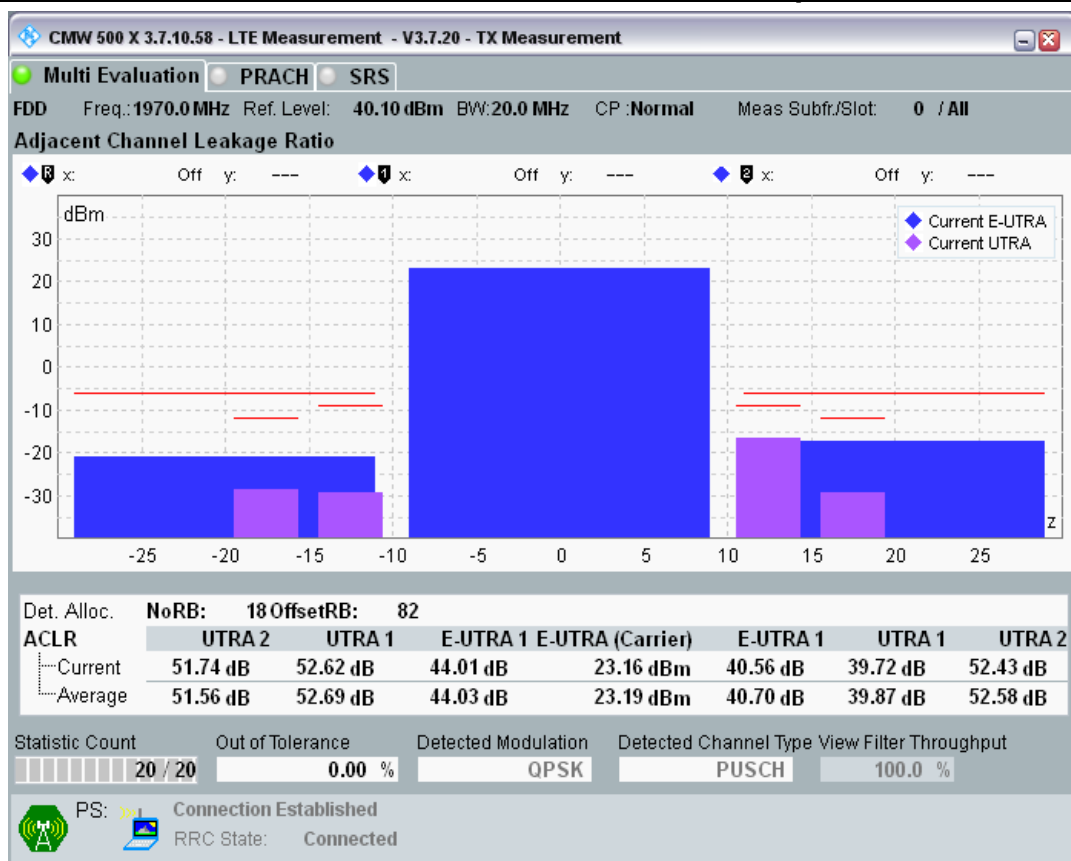 CMW 500 X 3.7.10.58 - LTE Measurement - V3.7.20 - TX Measurement
Multi Evaluation PRACH SRS
FDD Freq.: 1970.0 MHz Ref. Level: 40.10 dBm BW: 20.0 MHz CP : Normal Meas Subfr./Slot: 0 / All
Adjacent Channel Leakage Ratio
R x: Off y: --- 1 x: Off y: --- 2 x: Off y: ---
dBm
Current E-UTRA
Current UTRA
30
20
10
0
-10
-20
-30
z
-25 -20 -15 -10 -5 0 5 10 15 20 25
Det. Alloc. NoRB: 18 OffsetRB: 82
ACLR UTRA 2 UTRA 1 E-UTRA 1 E-UTRA (Carrier) E-UTRA 1 UTRA 1 UTRA 2
Current 51.74 dB 52.62 dB 44.01 dB 23.16 dBm 40.56 dB 39.72 dB 52.43 dB
Average 51.56 dB 52.69 dB 44.03 dB 23.19 dBm 40.70 dB 39.87 dB 52.58 dB
Statistic Count Out of Tolerance Detected Modulation Detected Channel Type View Filter Throughput
20 / 20 0.00 % QPSK PUSCH 100.0 %
PS: Connection Established
RRC State: Connected